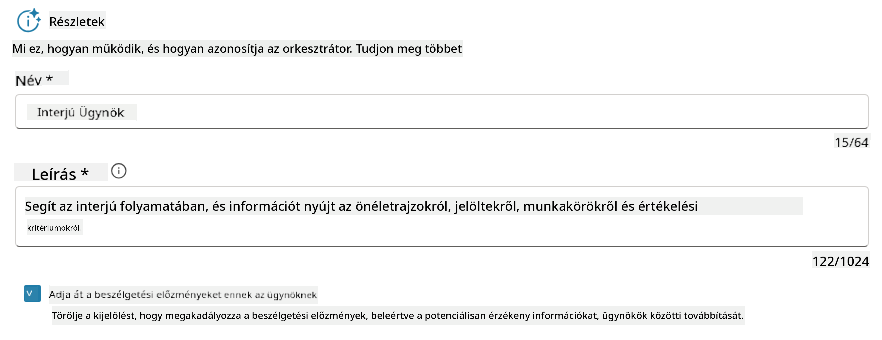 Részletek
Mi ez, hogyan működik, és hogyan azonosítja az orkesztrátor. Tudjon meg többet
Név *
Interjú Ügynök
15/64
Leírás *
Segít az interjú folyamatában, és információt nyújt az önéletrajzokról, jelöltekről, munkakörökről és értékelési
kritériumokról
122/1024
Adja át a beszélgetési előzményeket ennek az ügynöknek
Törölje a kijelölést, hogy megakadályozza a beszélgetési előzmények, beleértve a potenciálisan érzékeny információkat, ügynökök közötti továbbítását.